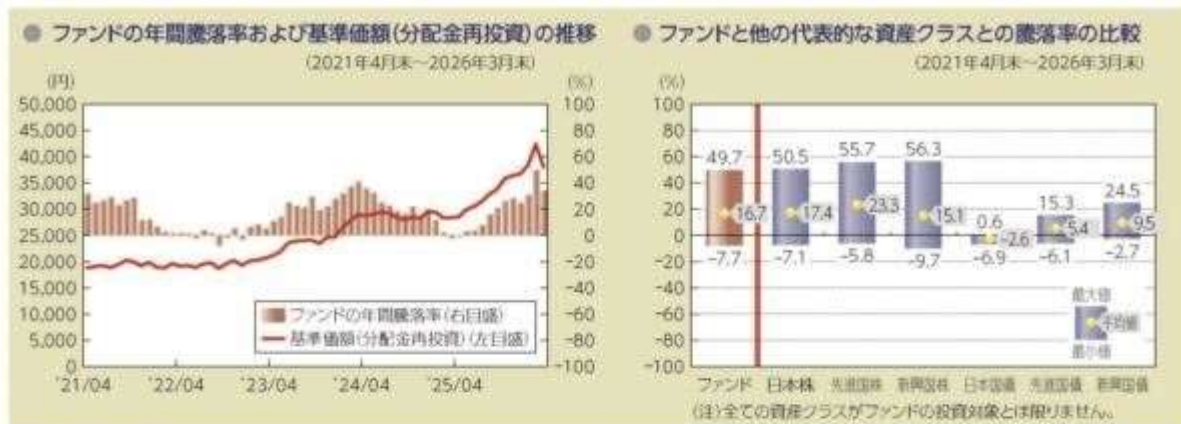 ● ファンドの年間騰落率および基準価額(分配金再投資)の推移
(2021年4月末～2026年3月末)
(円)
(%)
50,000
45,000
40,000
35,000
30,000
25,000
20,000
15,000
10,000
5,000
0
100
80
60
40
20
0
-20
-40
-60
-80
-100
ファンドの年間騰落率(右目盛)
基準価額(分配金再投資)(左目盛)
'21/04 '22/04 '23/04 '24/04 '25/04
● ファンドと他の代表的な資産クラスとの騰落率の比較
(2021年4月末～2026年3月末)
(%)
100
80
60
40
20
0
-20
-40
-60
-80
-100
49.7 50.5 55.7 56.3 0.6 15.3 24.5
16.7 17.4 23.3 15.1 -2.6 5.4 9.5
-7.7 -7.1 -5.8 -9.7 -6.9 -6.1 -2.7
最大値
平均値
最小値
ファンド 日本株 先進国株 新興国株 日本国債 先進国債 新興国債
(注)全ての資産クラスがファンドの投資対象とは限りません。